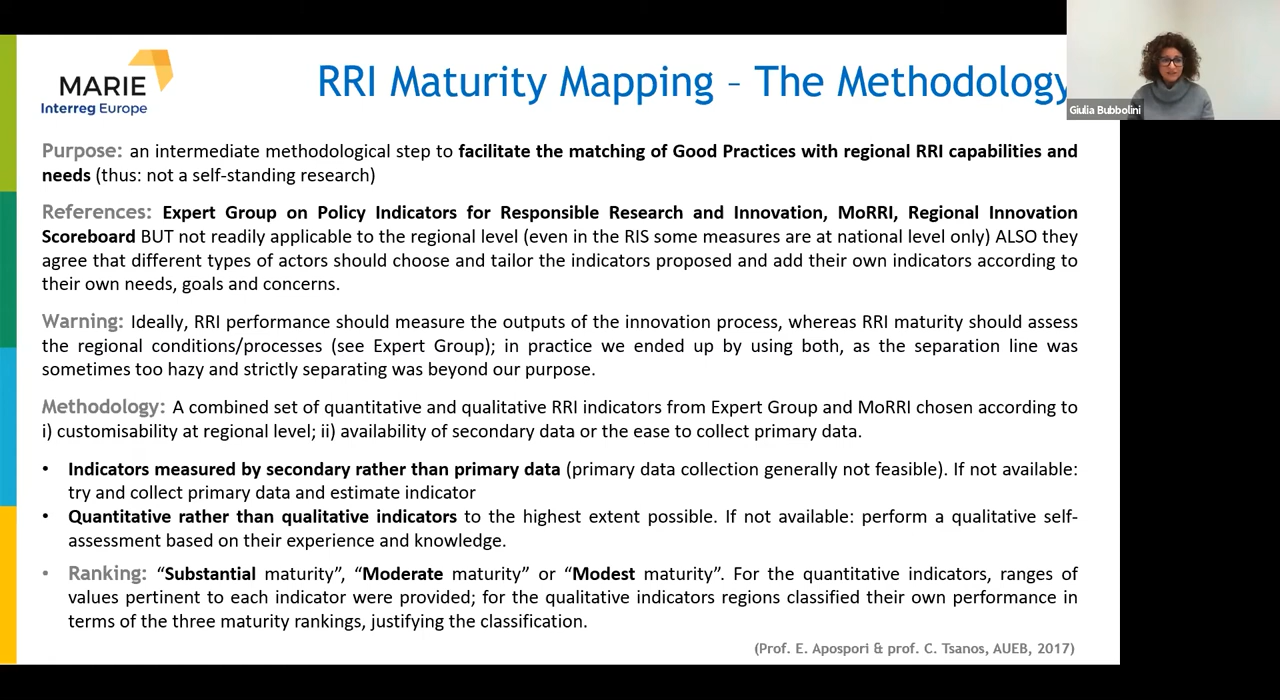 MARIE
Interreg Europe
RRI Maturity Mapping – The Methodology
Giulia Bubbolini
Purpose: an intermediate methodological step to facilitate the matching of Good Practices with regional RRI capabilities and
needs (thus: not a self-standing research)
References: Expert Group on Policy Indicators for Responsible Research and Innovation, MoRRI, Regional Innovation
Scoreboard BUT not readily applicable to the regional level (even in the RIS some measures are at national level only) ALSO they
agree that different types of actors should choose and tailor the indicators proposed and add their own indicators according to
their own needs, goals and concerns.
Warning: Ideally, RRI performance should measure the outputs of the innovation process, whereas RRI maturity should assess
the regional conditions/processes (see Expert Group); in practice we ended up by using both, as the separation line was
sometimes too hazy and strictly separating was beyond our purpose.
Methodology: A combined set of quantitative and qualitative RRI indicators from Expert Group and MoRRI chosen according to
i) customisability at regional level; ii) availability of secondary data or the ease to collect primary data.
• Indicators measured by secondary rather than primary data (primary data collection generally not feasible). If not available:
try and collect primary data and estimate indicator
• Quantitative rather than qualitative indicators to the highest extent possible. If not available: perform a qualitative self-
assessment based on their experience and knowledge.
• Ranking: “Substantial maturity”, “Moderate maturity” or “Modest maturity”. For the quantitative indicators, ranges of
values pertinent to each indicator were provided; for the qualitative indicators regions classified their own performance in
terms of the three maturity rankings, justifying the classification.
(Prof. E. Apospori & prof. C. Tsanos, AUEB, 2017)